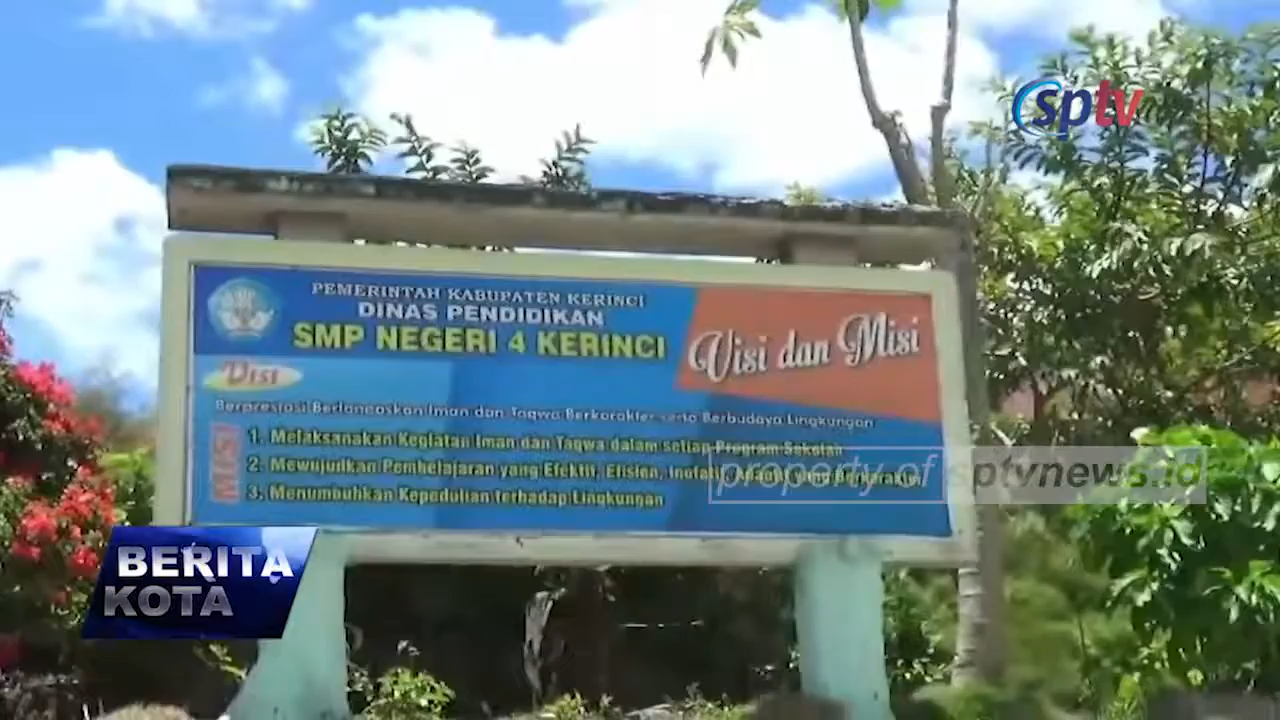 sptv
PEMERINTAH KABUPATEN KERINCI
DINAS PENDIDIKAN
SMP NEGERI 4 KERINCI
Visi dan Misi
VISI
Berprestasi Berlandaskan Iman dan Taqwa Berkarakter serta Berbudaya Lingkungan
MISI
1. Melaksanakan Kegiatan Iman dan Taqwa dalam setiap Program Sekolah
2. Mewujudkan Pembelajaran yang Efektif, Efisien, Inofatif
3. Menumbuhkan Kepedulian terhadap Lingkungan
property of sptvnews.id
BERITA
KOTA